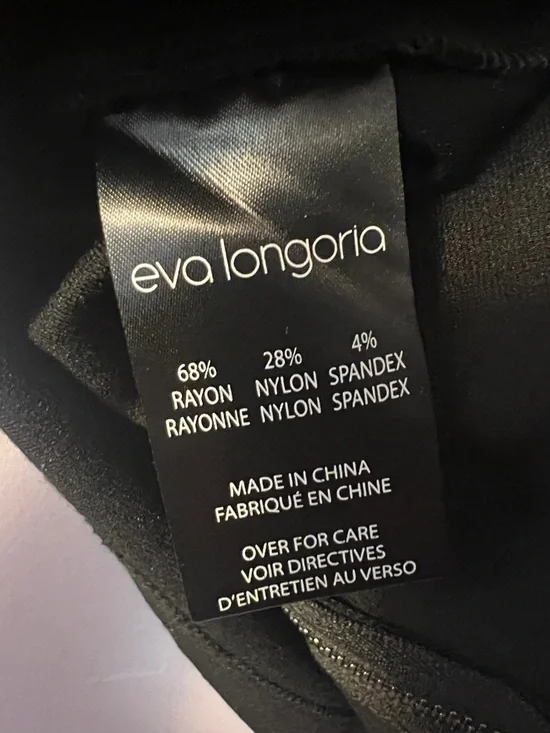 eva longoria
68% 28% 4%
RAYON NYLON SPANDEX
RAYONNE NYLON SPANDEX
MADE IN CHINA
FABRIQUÉ EN CHINE
OVER FOR CARE
VOIR DIRECTIVES
D'ENTRETIEN AU VERSO